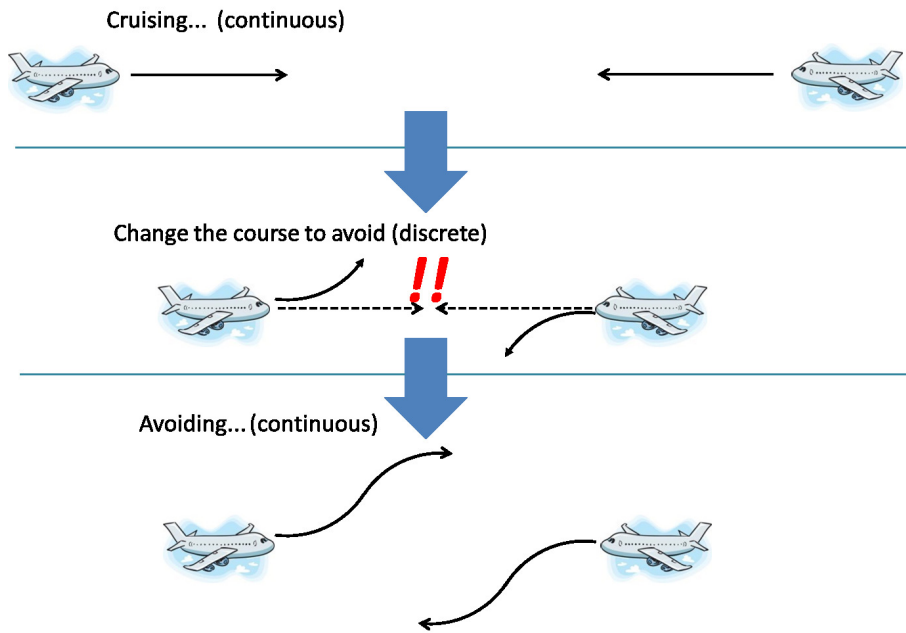 Cruising... (continuous)
Change the course to avoid (discrete)
!!
Avoiding... (continuous)